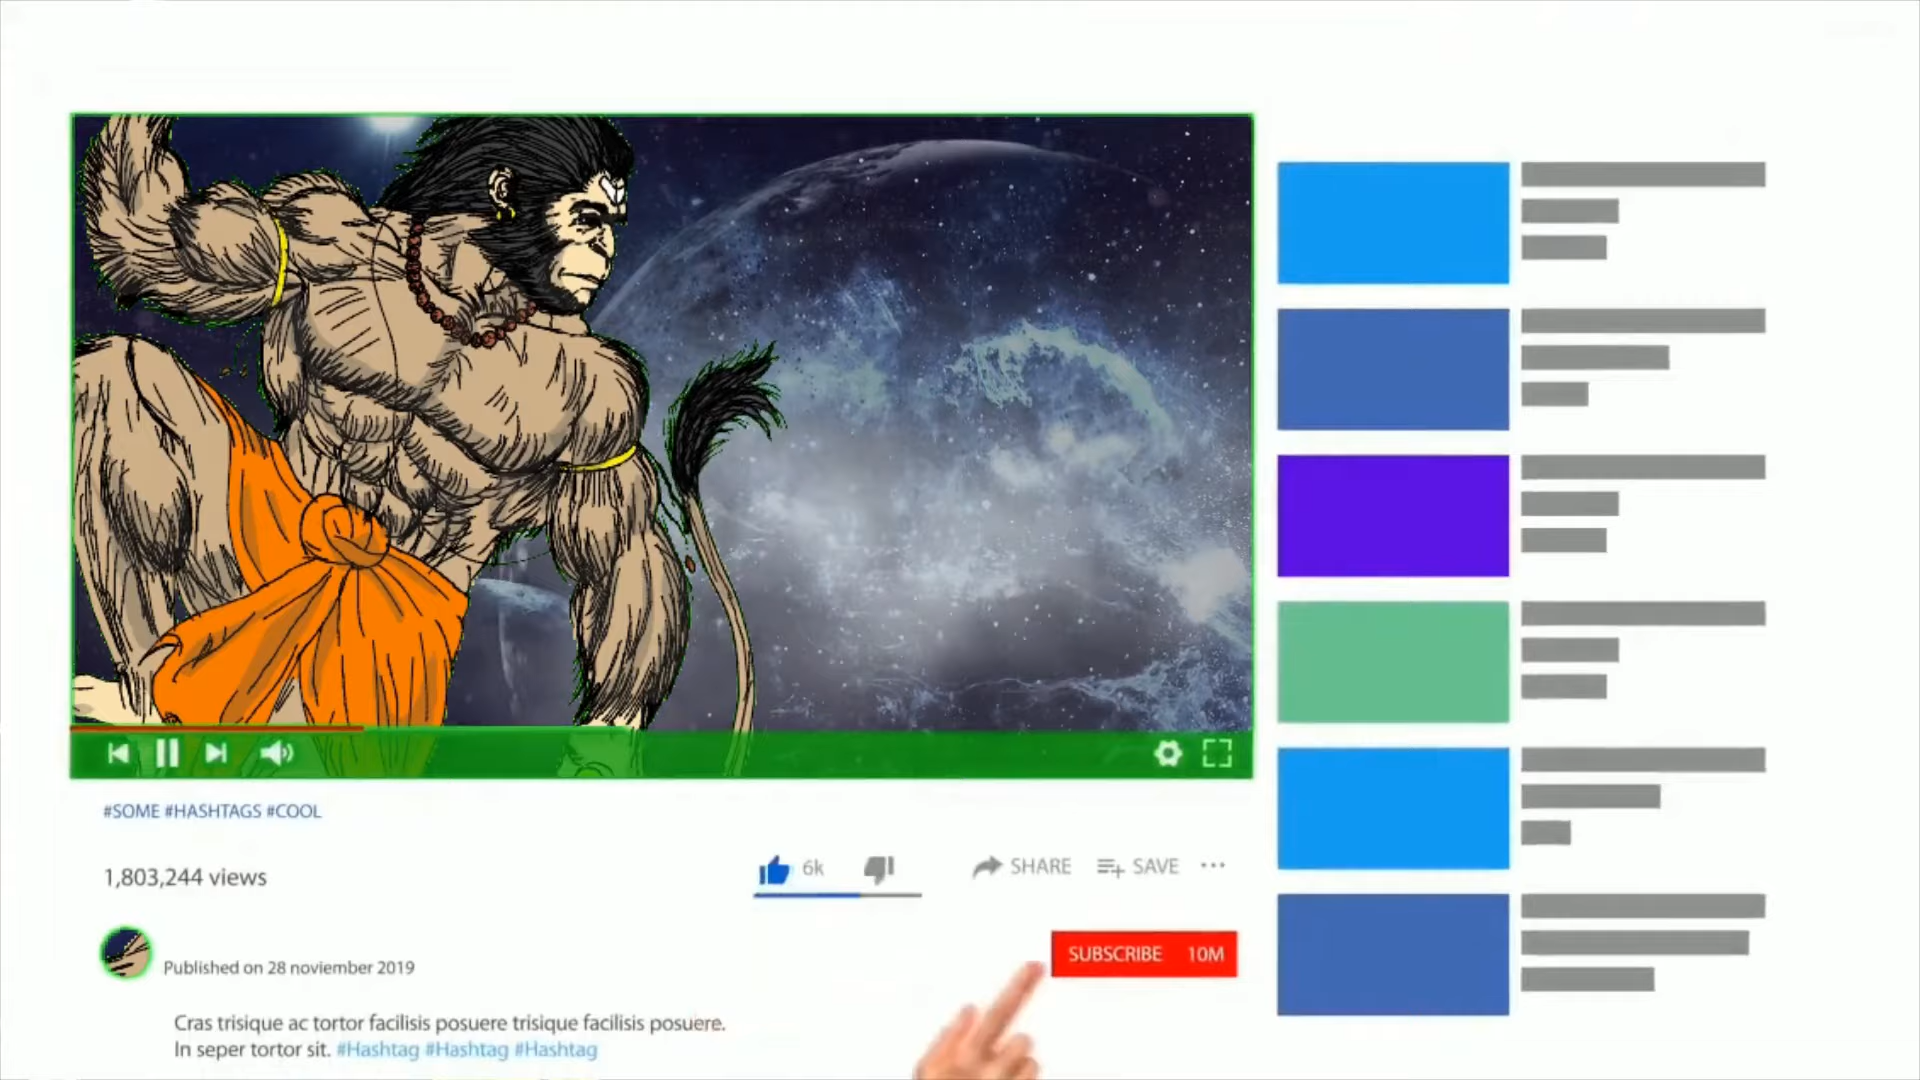 #SOME #HASHTAGS #COOL
1,803,244 views
6k
SHARE
SAVE
SUBSCRIBE 10M
Published on 28 noviember 2019
Cras trisique ac tortor facilisis posuere trisique facilisis posuere.
In seper tortor sit. #Hashtag #Hashtag #Hashtag